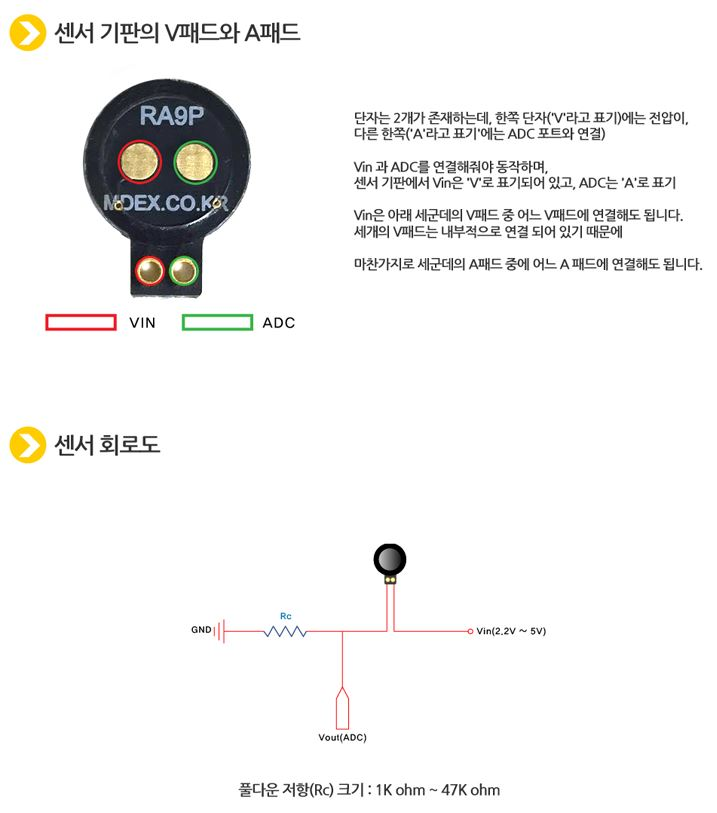 센서 기판의 V패드와 A패드
RA9P
MDEX.CO.KR
VIN
ADC
단자는 2개가 존재하는데, 한쪽 단자('V'라고 표기)에는 전압이,
다른 한쪽('A'라고 표기'에는 ADC 포트와 연결)
Vin 과 ADC를 연결해줘야 동작하며,
센서 기판에서 Vin은 'V'로 표기되어 있고, ADC는 'A'로 표기
Vin은 아래 세군데의 V패드 중 어느 V패드에 연결해도 됩니다.
세개의 V패드는 내부적으로 연결 되어 있기 때문에
마찬가지로 세군데의 A패드 중에 어느 A 패드에 연결해도 됩니다.
센서 회로도
Rc
GND
Vin(2.2V ~ 5V)
Vout(ADC)
풀다운 저항(Rc) 크기 : 1K ohm ~ 47K ohm